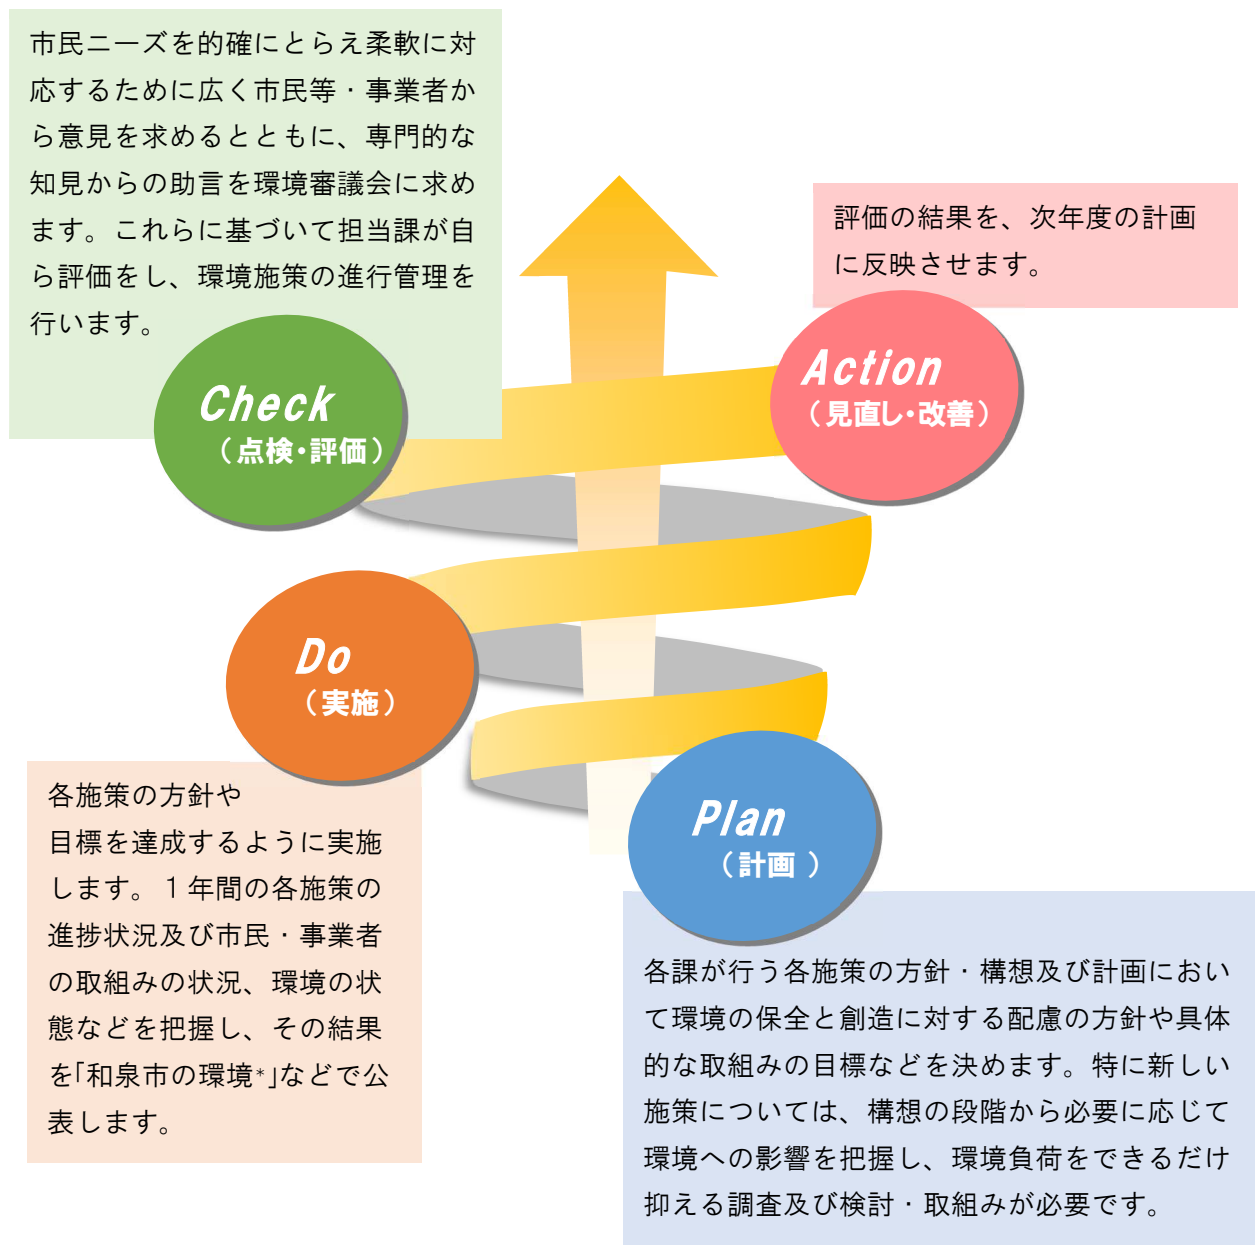 市民ニーズを的確にとらえ柔軟に対
応するために広く市民等・事業者か
ら意見を求めるとともに、専門的な
知見からの助言を環境審議会に求め
ます。これらに基づいて担当課が自
ら評価をし、環境施策の進行管理を
行います。
Check
（点検・評価）
評価の結果を、次年度の計画
に反映させます。
Action
（見直し・改善）
Do
（実施）
各施策の方針や
目標を達成するように実施
します。１年間の各施策の
進捗状況及び市民・事業者
の取組みの状況、環境の状
態などを把握し、その結果
を｢和泉市の環境*｣などで公
表します。
Plan
（計画 ）
各課が行う各施策の方針・構想及び計画におい
て環境の保全と創造に対する配慮の方針や具体
的な取組みの目標などを決めます。特に新しい
施策については、構想の段階から必要に応じて
環境への影響を把握し、環境負荷をできるだけ
抑える調査及び検討・取組みが必要です。